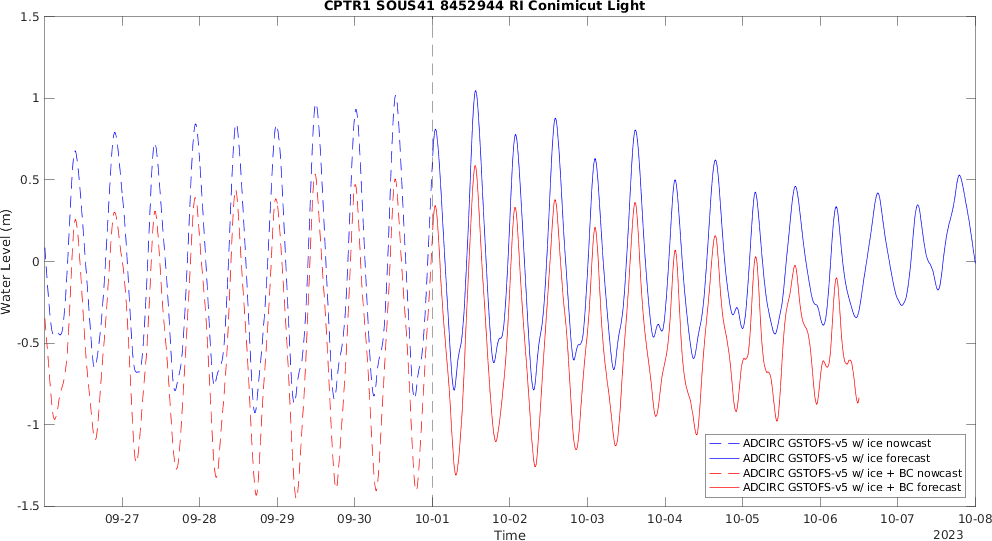 CPTR1 SOUS41 8452944 RI Conimicut Light
1.5
1
0.5
0
-0.5
-1
-1.5
Water Level (m)
ADCIRC GSTOFS-v5 w/ ice nowcast
ADCIRC GSTOFS-v5 w/ ice forecast
ADCIRC GSTOFS-v5 w/ ice + BC nowcast
ADCIRC GSTOFS-v5 w/ ice + BC forecast
09-27 09-28 09-29 09-30 10-01 10-02 10-03 10-04 10-05 10-06 10-07 10-08
Time
2023